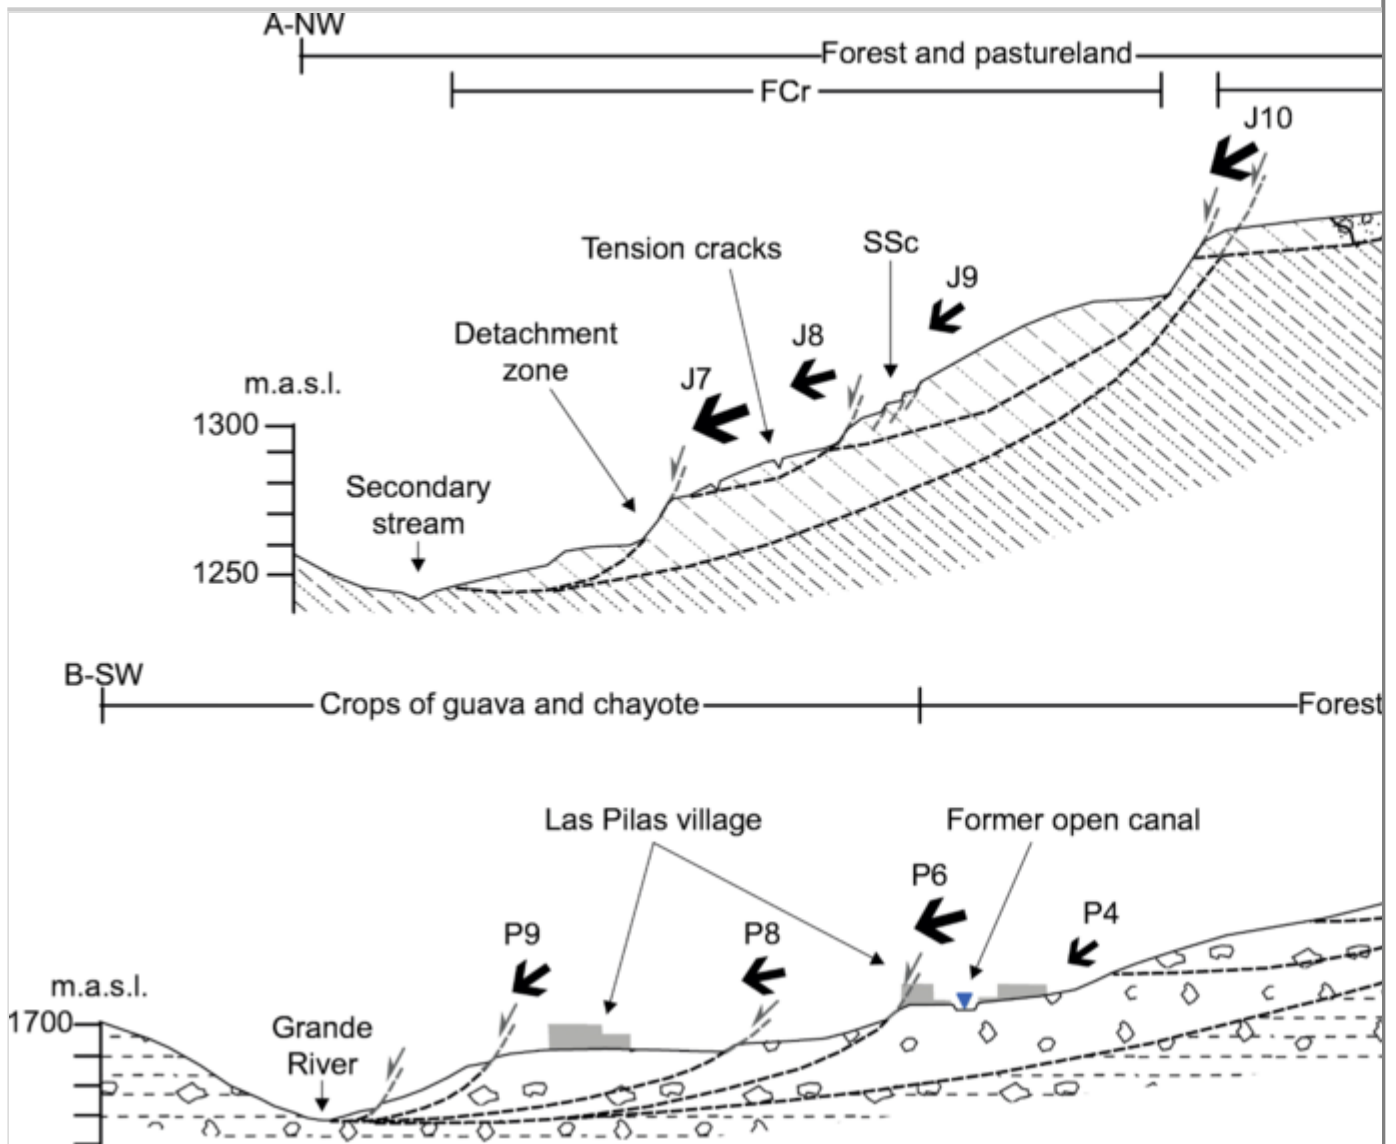 A-NW
Forest and pastureland
FCr
J10
Tension cracks
SSc
J9
Detachment
zone
J8
J7
m.a.s.l.
1300
Secondary
stream
1250
B-SW
Crops of guava and chayote
Forest
Las Pilas village
Former open canal
P6
P4
P9
P8
m.a.s.l.
1700
Grande
River